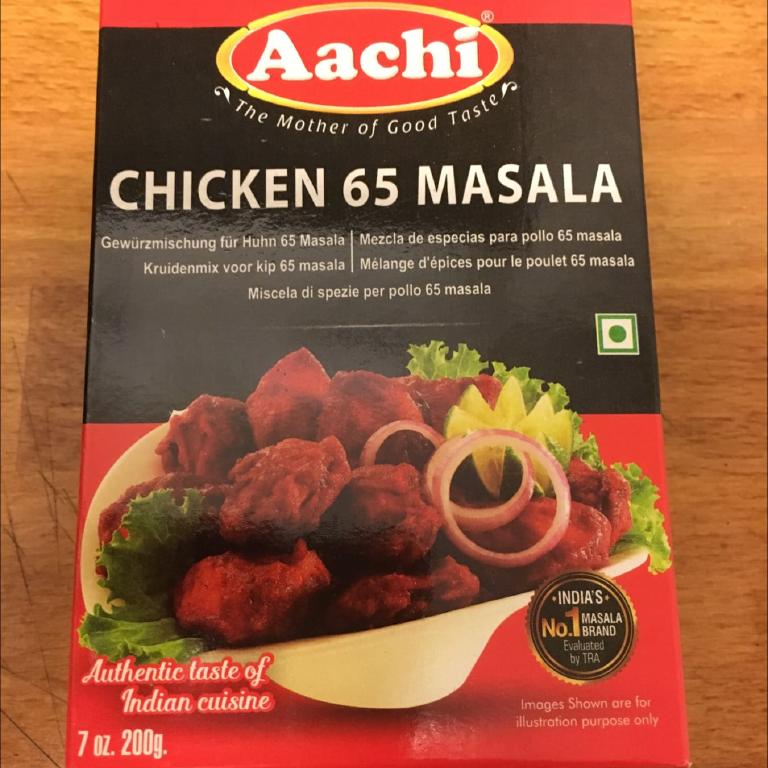 Aachi®
The Mother of Good Taste
CHICKEN 65 MASALA
Gewürzmischung für Huhn 65 Masala | Mezcla de especias para pollo 65 masala
Kruidenmix voor kip 65 masala | Mélange d'épices pour le poulet 65 masala
Miscela di spezie per pollo 65 masala
INDIA'S
No.1 MASALA
BRAND
Evaluated
by TRA
Authentic taste of
Indian cuisine
Images Shown are for
illustration purpose only
7 oz. 200g.